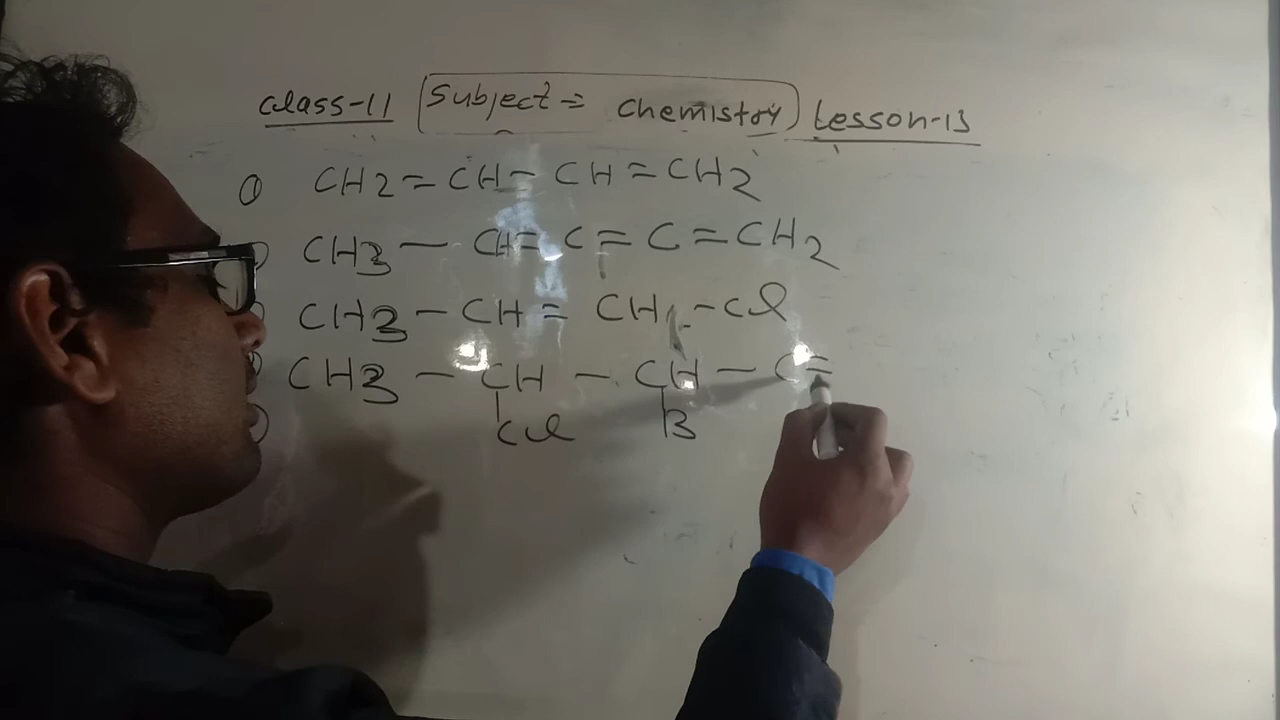 Class-11 Subject = Chemistry Lesson-13
① CH2 = CH - CH = CH2
CH3 - CH = C = C = CH2
CH3 - CH = CH - Cl
CH3 - CH - CH - C =
Cl B